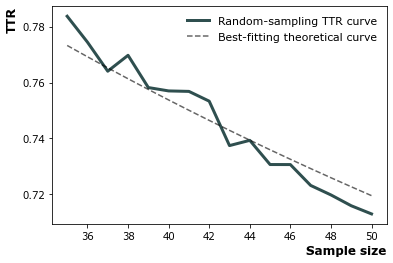 TTR
Random-sampling TTR curve
Best-fitting theoretical curve
0.78
0.76
0.74
0.72
36 38 40 42 44 46 48 50
Sample size